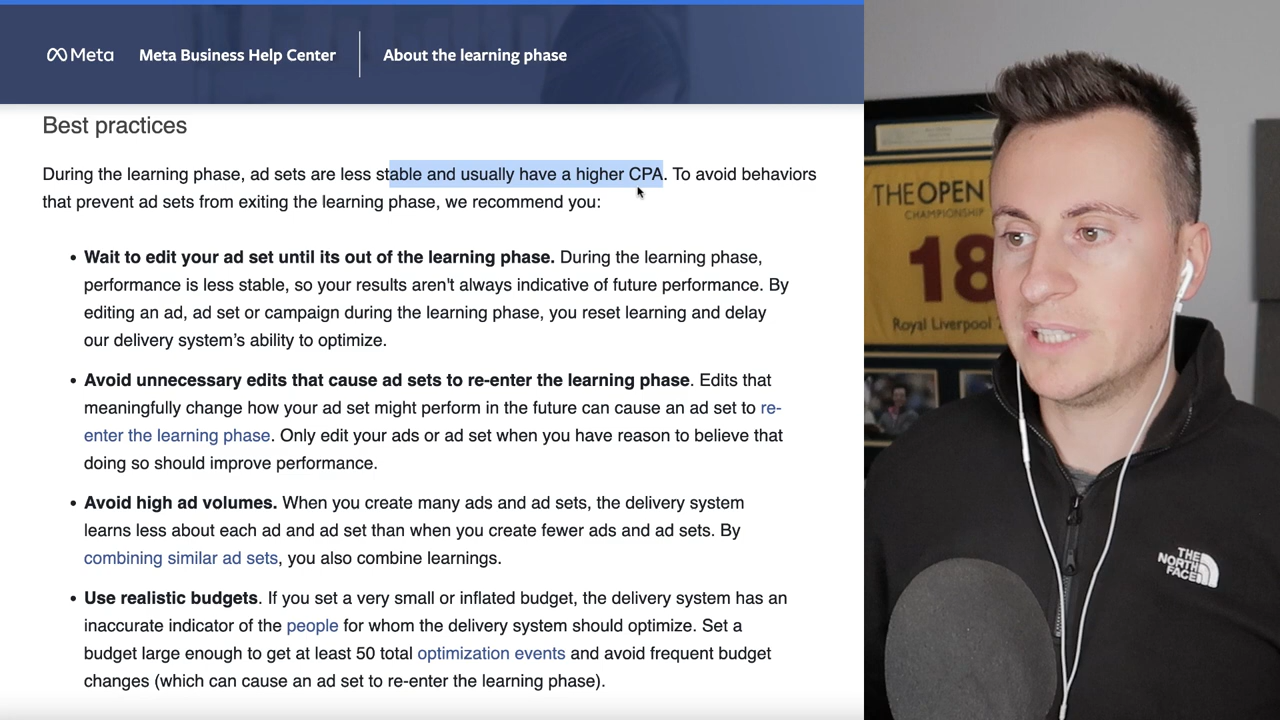 Meta Meta Business Help Center About the learning phase
Best practices
During the learning phase, ad sets are less stable and usually have a higher CPA. To avoid behaviors
that prevent ad sets from exiting the learning phase, we recommend you:
• Wait to edit your ad set until its out of the learning phase. During the learning phase,
performance is less stable, so your results aren't always indicative of future performance. By
editing an ad, ad set or campaign during the learning phase, you reset learning and delay
our delivery system’s ability to optimize.
• Avoid unnecessary edits that cause ad sets to re-enter the learning phase. Edits that
meaningfully change how your ad set might perform in the future can cause an ad set to re-
enter the learning phase. Only edit your ads or ad set when you have reason to believe that
doing so should improve performance.
• Avoid high ad volumes. When you create many ads and ad sets, the delivery system
learns less about each ad and ad set than when you create fewer ads and ad sets. By
combining similar ad sets, you also combine learnings.
• Use realistic budgets. If you set a very small or inflated budget, the delivery system has an
inaccurate indicator of the people for whom the delivery system should optimize. Set a
budget large enough to get at least 50 total optimization events and avoid frequent budget
changes (which can cause an ad set to re-enter the learning phase).
THE OPEN
CHAMPIONSHIP
18
Royal Liverpool
THE
NORTH
FACE